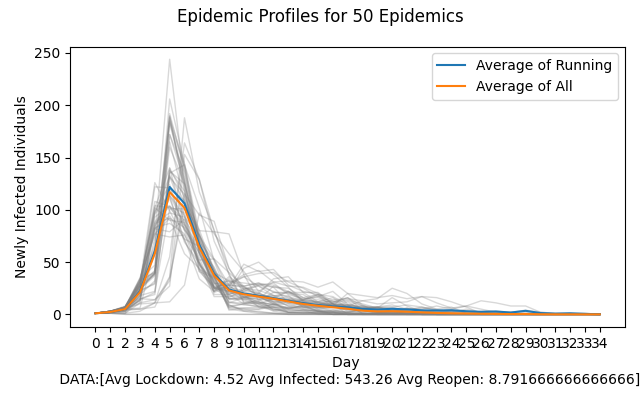 Epidemic Profiles for 50 Epidemics
Average of Running
Average of All
Newly Infected Individuals
250
200
150
100
50
0
0 1 2 3 4 5 6 7 8 9 10 11 12 13 14 15 16 17 18 19 20 21 22 23 24 25 26 27 28 29 30 31 32 33 34
Day
DATA:[Avg Lockdown: 4.52 Avg Infected: 543.26 Avg Reopen: 8.791666666666666]